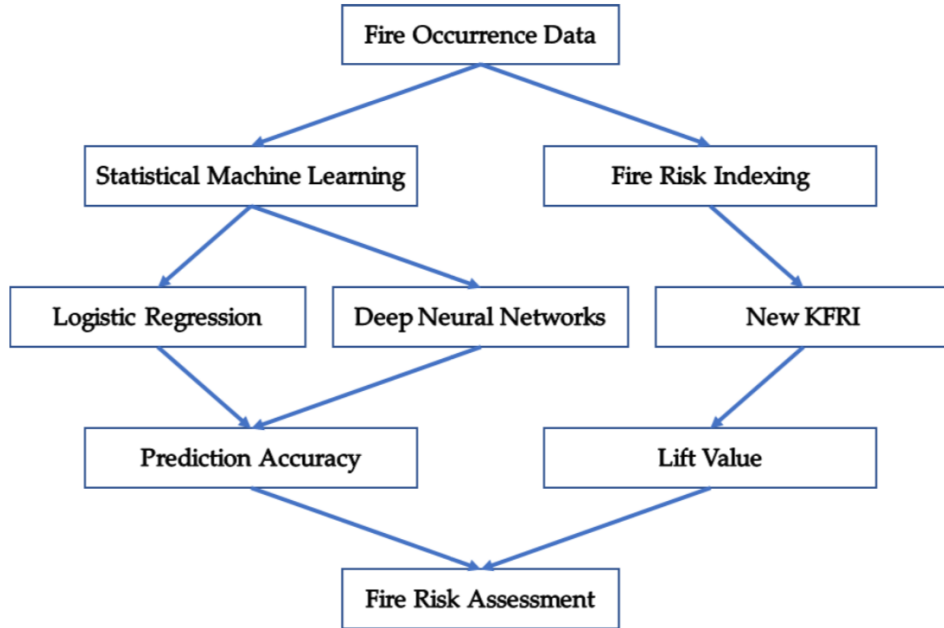 Fire Occurrence Data
Statistical Machine Learning
Fire Risk Indexing
Logistic Regression
Deep Neural Networks
New KFRI
Prediction Accuracy
Lift Value
Fire Risk Assessment